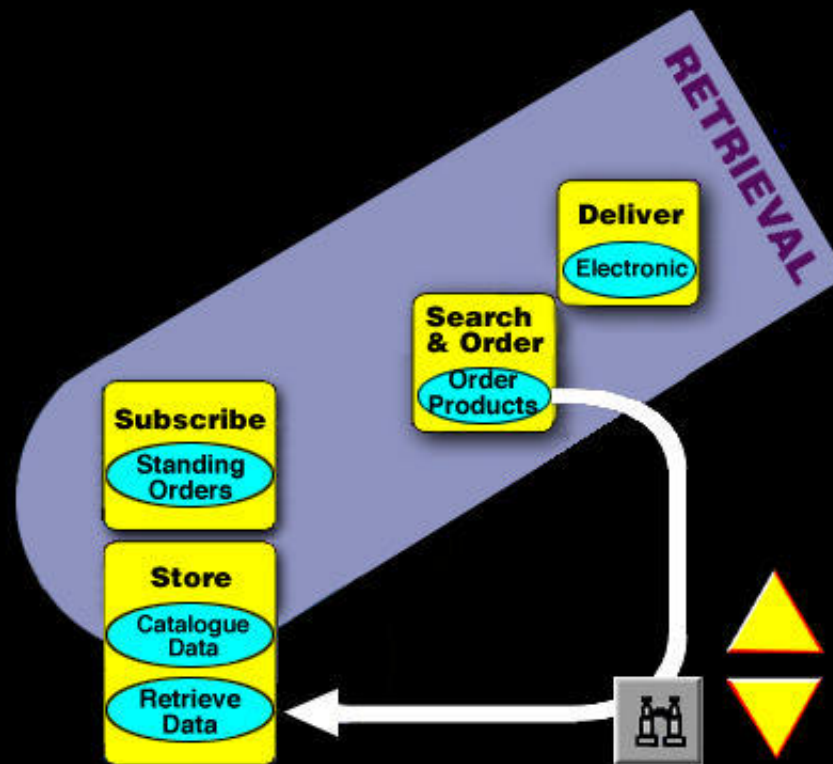 RETRIEVAL
Deliver
Electronic
Search
& Order
Order
Products
Subscribe
Standing
Orders
Store
Catalogue
Data
Retrieve
Data